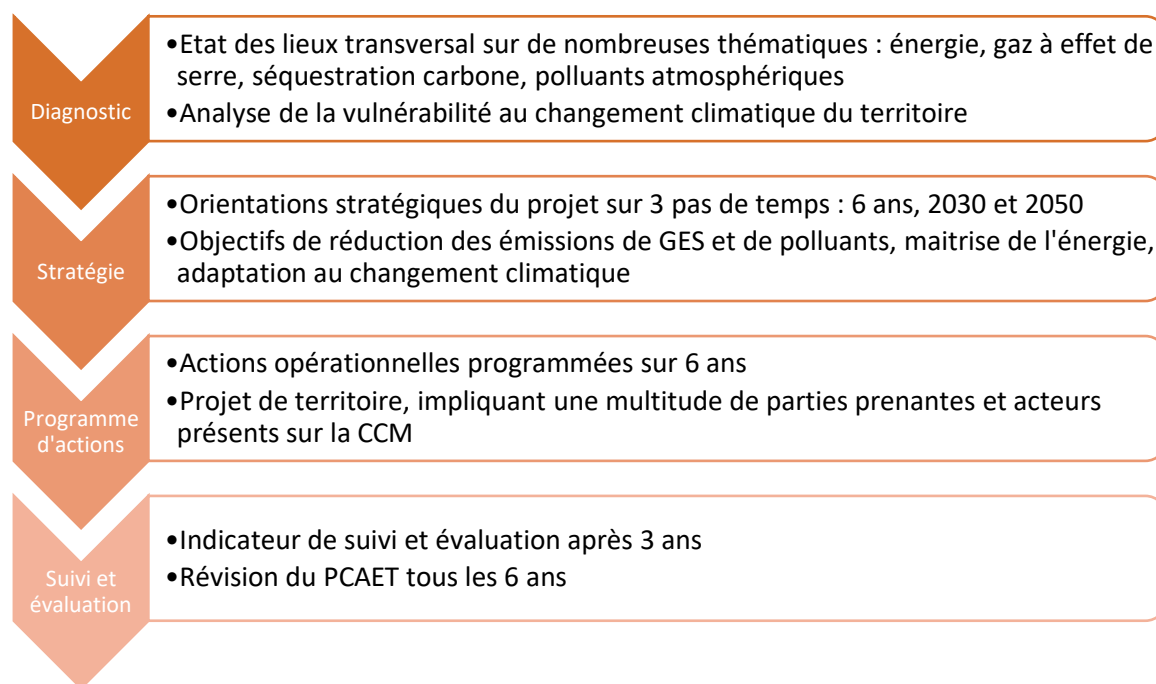 Diagnostic
•Etat des lieux transversal sur de nombreuses thématiques : énergie, gaz à effet de
serre, séquestration carbone, polluants atmosphériques
•Analyse de la vulnérabilité au changement climatique du territoire
Stratégie
•Orientations stratégiques du projet sur 3 pas de temps : 6 ans, 2030 et 2050
•Objectifs de réduction des émissions de GES et de polluants, maitrise de l'énergie,
adaptation au changement climatique
Programme
d'actions
•Actions opérationnelles programmées sur 6 ans
•Projet de territoire, impliquant une multitude de parties prenantes et acteurs
présents sur la CCM
Suivi et
évaluation
•Indicateur de suivi et évaluation après 3 ans
•Révision du PCAET tous les 6 ans